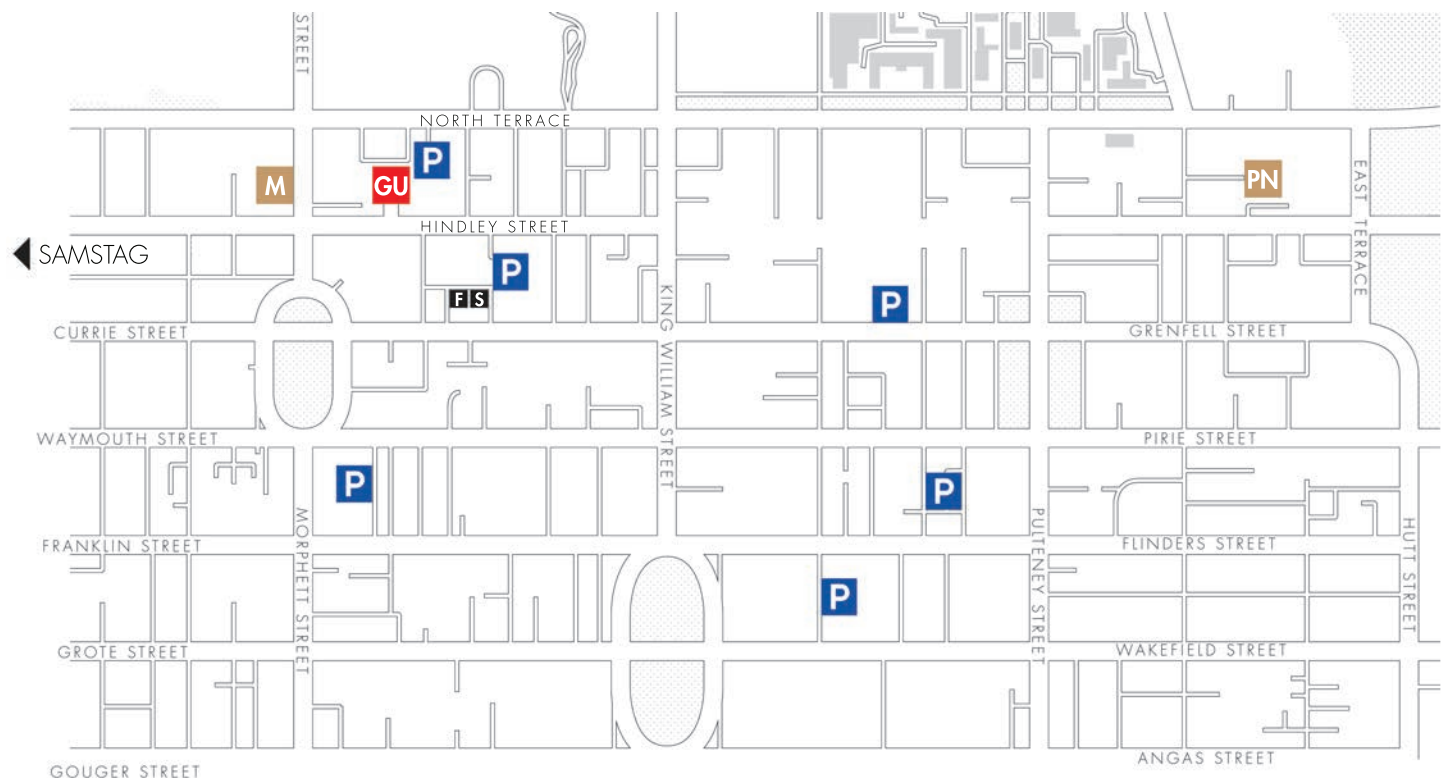 STREET
NORTH TERRACE
P
M
GU
PN
EAST TERRACE
HINDLEY STREET
SAMSTAG
P
F S
P
KING WILLIAM STREET
CURRIE STREET
GRENFELL STREET
WAYMOUTH STREET
PIRIE STREET
P
P
MORPHETT STREET
PULTENEY STREET
HUTT STREET
FRANKLIN STREET
FLINDERS STREET
P
GROTE STREET
WAKEFIELD STREET
ANGAS STREET
GOUGER STREET